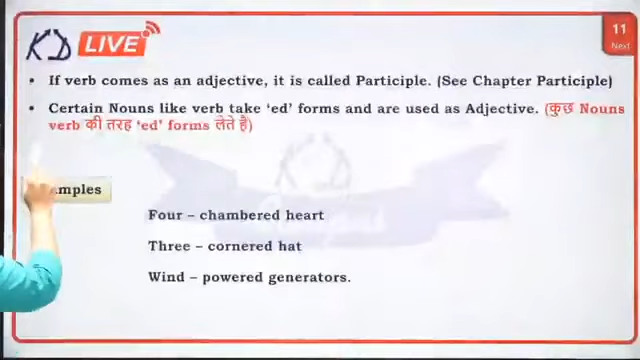 KD LIVE
11
Next
• If verb comes as an adjective, it is called Participle. (See Chapter Participle)
• Certain Nouns like verb take ‘ed’ forms and are used as Adjective. (कुछ Nouns
verb की तरह ‘ed’ forms लेते है)
mples
Four – chambered heart
Three – cornered hat
Wind – powered generators.